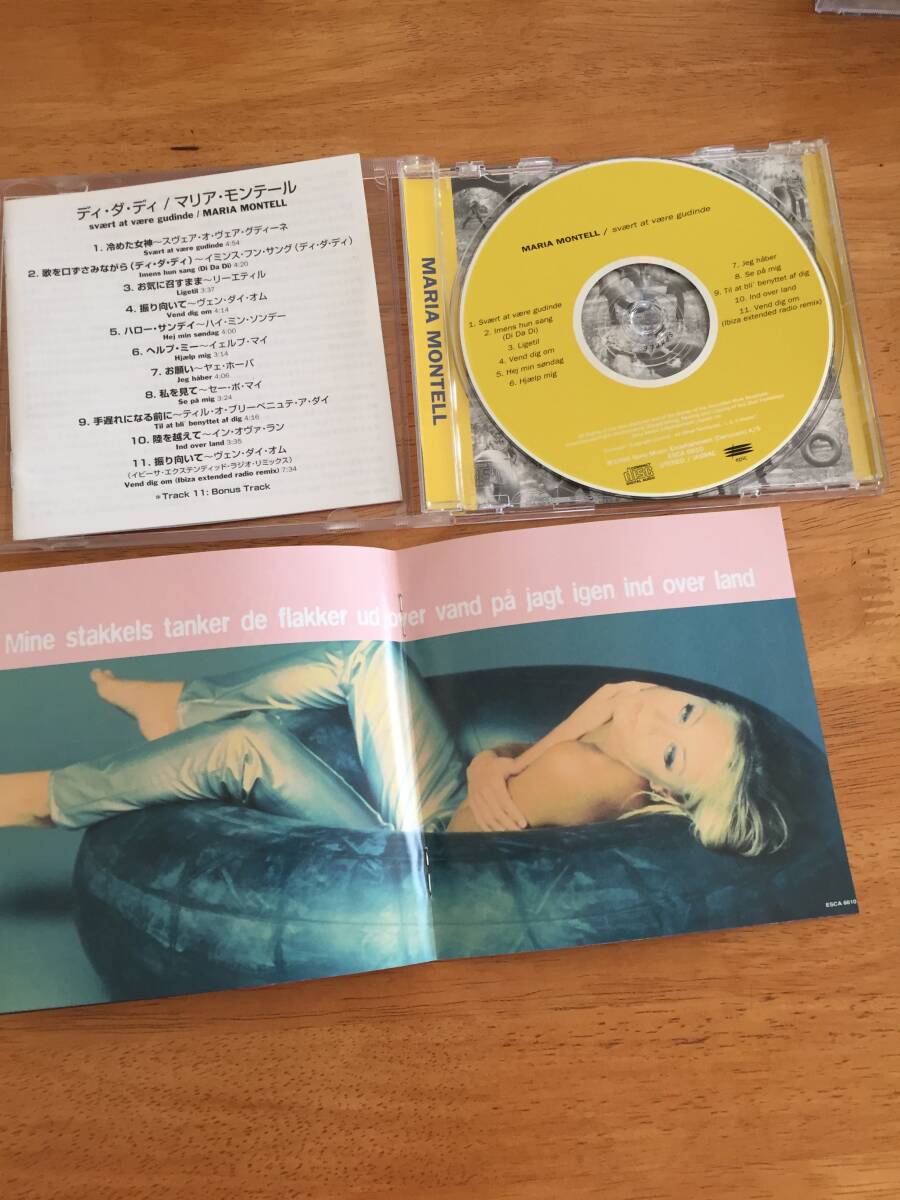 ディ・ダ・ディ / マリア・モンテール
svært at være gudinde / MARIA MONTELL
1. 冷めた女神～スヴェア・オ・ヴェア・グディーネ
Svært at være gudinde 4:54
2. 歌を口ずさみながら (ディ・ダ・ディ) ～イミンス・フン・サング (ディ・ダ・ディ)
Imens hun sang (Di Da Di) 4:20
3. お気に召すまま～リーエティル
Ligetil 3:37
4. 振り向いて～ヴェン・ダイ・オム
Vend dig om 4:14
5. ハロー・サンデイ～ハイ・ミン・ソンデー
Hej min søndag 4:00
6. ヘルプ・ミー～イェルプ・マイ
Hjælp mig 3:14
7. お願い～ヤェ・ホーバ
Jeg håber 4:06
8. 私を見て～セー・ポ・マイ
Se på mig 3:24
9. 手遅れになる前に～ティル・オ・ブリーベニュテ・ア・ダイ
Til at bli' benyttet af dig 4:16
10. 陸を越えて～イン・オヴァ・ラン
Ind over land 3:35
11. 振り向いて～ヴェン・ダイ・オム
(イビーサ・エクステンディッド・ラジオ・リミックス) 7:34
Vend dig om (Ibiza extended radio remix)
※Track 11: Bonus Track
MARIA MONTELL
MARIA MONTELL / svært at være gudinde
1. Svært at være gudinde
2. Imens hun sang
(Di Da Di)
3. Ligetil
4. Vend dig om
5. Hej min søndag
6. Hjælp mig
7. Jeg håber
8. Se på mig
9. Til at bli' benyttet af dig
10. Ind over land
11. Vend dig om
(Ibiza extended radio remix)
COMPACT
disc
DIGITAL AUDIO
EPIC
Mine stakkels tanker de flakker ud over vand på jagt igen ind over land
ESCA 6610